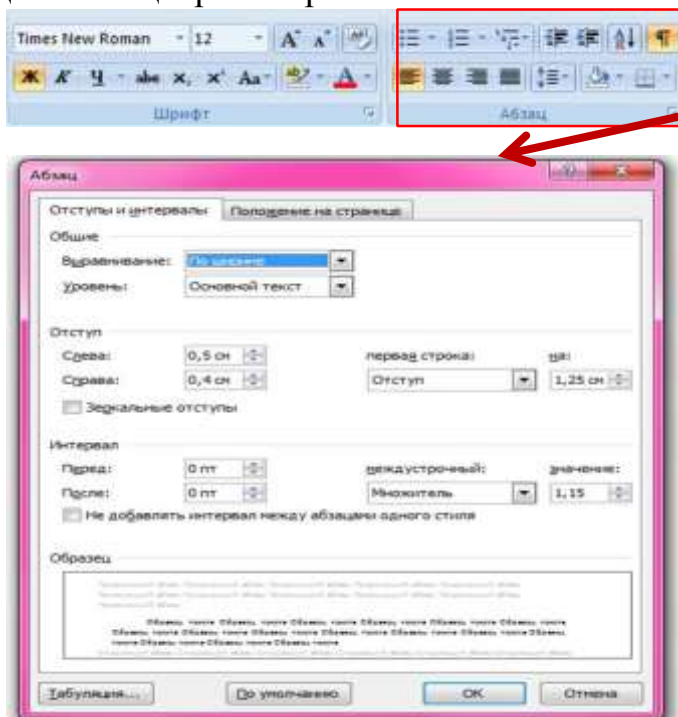 Times New Roman 12 А А
Ж К Ч abe x, x² Aa А
Шрифт Абзац
Абзац
Отступы и интервалы Положение на странице
Общие
Выравнивание: По ширине
Уровень: Основной текст
Отступ
Слева: 0,5 см первая строка: на:
Справа: 0,4 см Отступ 1,25 см
Зеркальные отступы
Интервал
Перед: 0 пт междустрочный: значение:
После: 0 пт Множитель 1,15
Не добавлять интервал между абзацами одного стиля
Образец
Табуляция... По умолчанию ОК Отмена